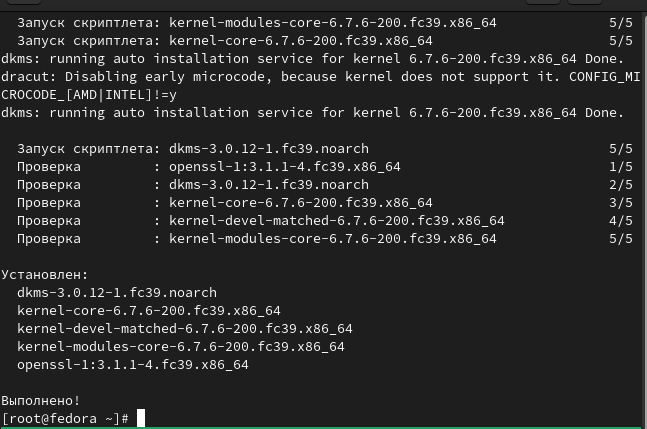 Запуск скриптлета: kernel-modules-core-6.7.6-200.fc39.x86_64 5/5
Запуск скриптлета: kernel-core-6.7.6-200.fc39.x86_64 5/5
dkms: running auto installation service for kernel 6.7.6-200.fc39.x86_64 Done.
dracut: Disabling early microcode, because kernel does not support it. CONFIG_MI
CROCODE_[AMD|INTEL]!=y
dkms: running auto installation service for kernel 6.7.6-200.fc39.x86_64 Done.
Запуск скриптлета: dkms-3.0.12-1.fc39.noarch 5/5
Проверка : openssl-1:3.1.1-4.fc39.x86_64 1/5
Проверка : dkms-3.0.12-1.fc39.noarch 2/5
Проверка : kernel-core-6.7.6-200.fc39.x86_64 3/5
Проверка : kernel-devel-matched-6.7.6-200.fc39.x86_64 4/5
Проверка : kernel-modules-core-6.7.6-200.fc39.x86_64 5/5
Установлен:
dkms-3.0.12-1.fc39.noarch
kernel-core-6.7.6-200.fc39.x86_64
kernel-devel-matched-6.7.6-200.fc39.x86_64
kernel-modules-core-6.7.6-200.fc39.x86_64
openssl-1:3.1.1-4.fc39.x86_64
Выполнено!
[root@fedora ~]#